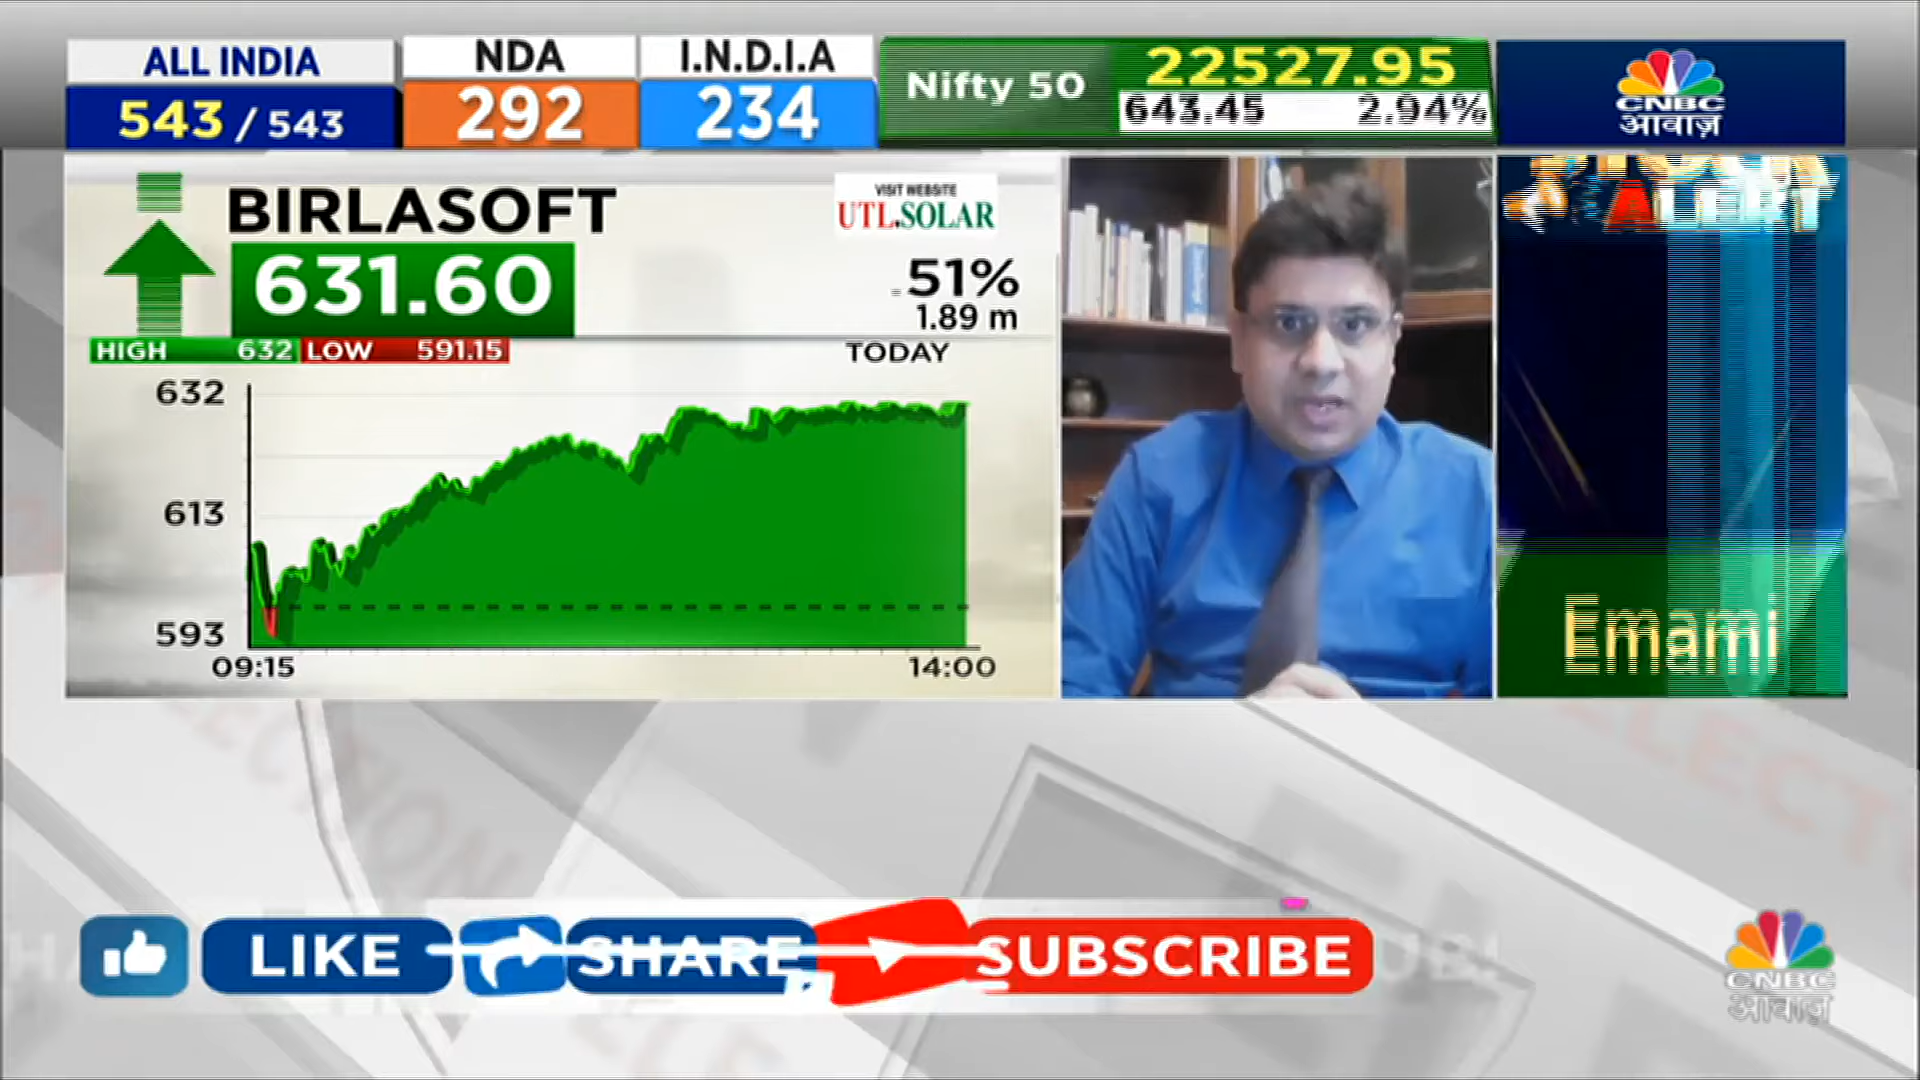 ALL INDIA
543 / 543
NDA
292
I.N.D.I.A
234
Nifty 50
22527.95
643.45 2.94%
CNBC
आवाज़
BIRLASOFT
631.60
VISIT WEBSITE
UTL.SOLAR
.51%
1.89 m
HIGH 632 LOW 591.15
TODAY
632
613
593
09:15 14:00
ALERT
Emami
LIKE SHARE SUBSCRIBE
CNBC
आवाज़